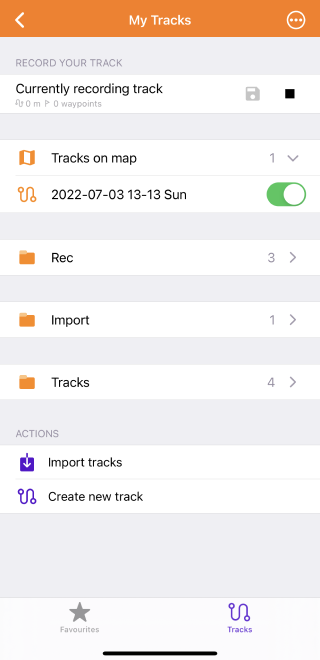 My Tracks
RECORD YOUR TRACK
Currently recording track
0 m 0 waypoints
Tracks on map 1
2022-07-03 13-13 Sun
Rec 3
Import 1
Tracks 4
ACTIONS
Import tracks
Create new track
Favourites Tracks